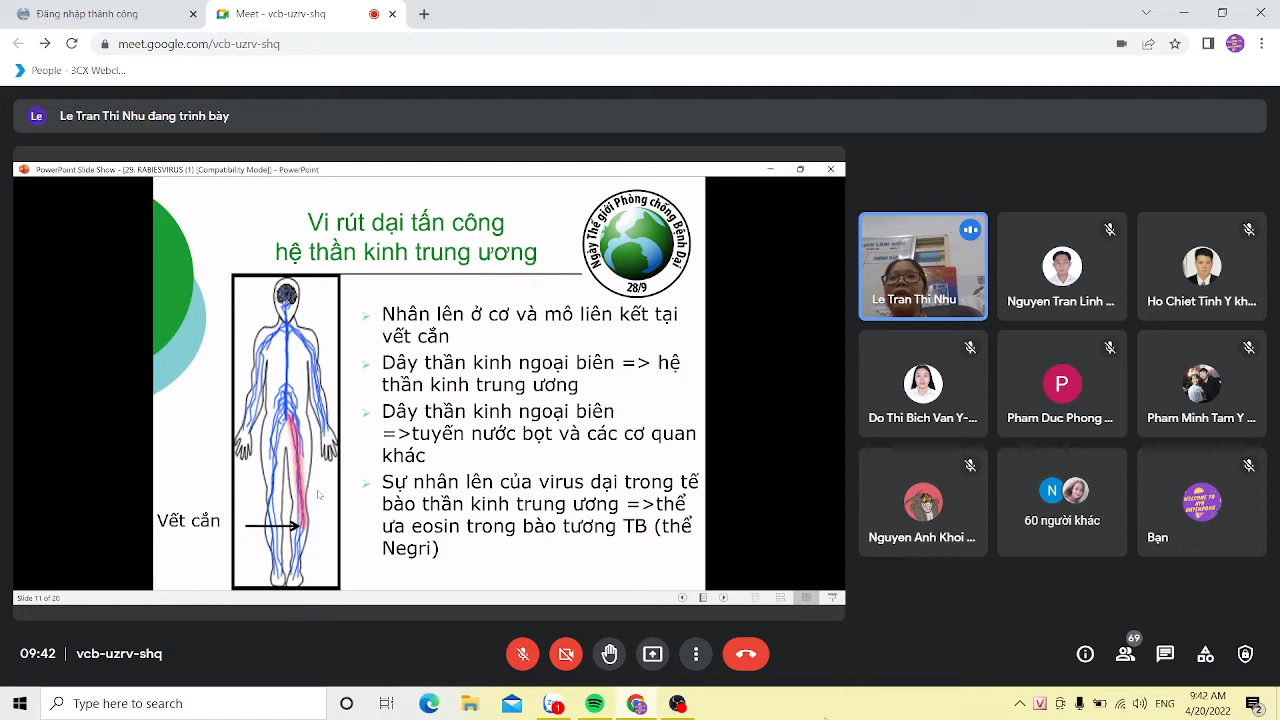 Đăng nhập thành công
Meet - vcb-uzrv-shq
meet.google.com/vcb-uzrv-shq
People - 3CX Webcl...
Le
Le Tran Thi Nhu đang trình bày
PowerPoint Slide Show - [29. RABIESVIRUS (1) [Compatibility Mode]] - PowerPoint
Vi rút dại tấn công
hệ thần kinh trung ương
Ngày Thế giới Phòng chống Bệnh Dại
28/9
Nhân lên ở cơ và mô liên kết tại
vết cắn
Dây thần kinh ngoại biên => hệ
thần kinh trung ương
Dây thần kinh ngoại biên
=>tuyến nước bọt và các cơ quan
khác
Sự nhân lên của virus dại trong tế
bào thần kinh trung ương =>thể
ưa eosin trong bào tương TB (thể
Negri)
Vết cắn
Slide 11 of 20
Le Tran Thi Nhu
Nguyen Tran Linh ...
Ho Chiet Tinh Y kh...
Do Thi Bich Van Y-...
P
Pham Duc Phong ...
Pham Minh Tam Y ...
Nguyen Anh Khoi ...
N
60 người khác
WELCOME TO
Bạn
09:42
vcb-uzrv-shq
69
Type here to search
1
ENG
9:42 AM
4/20/2022
2